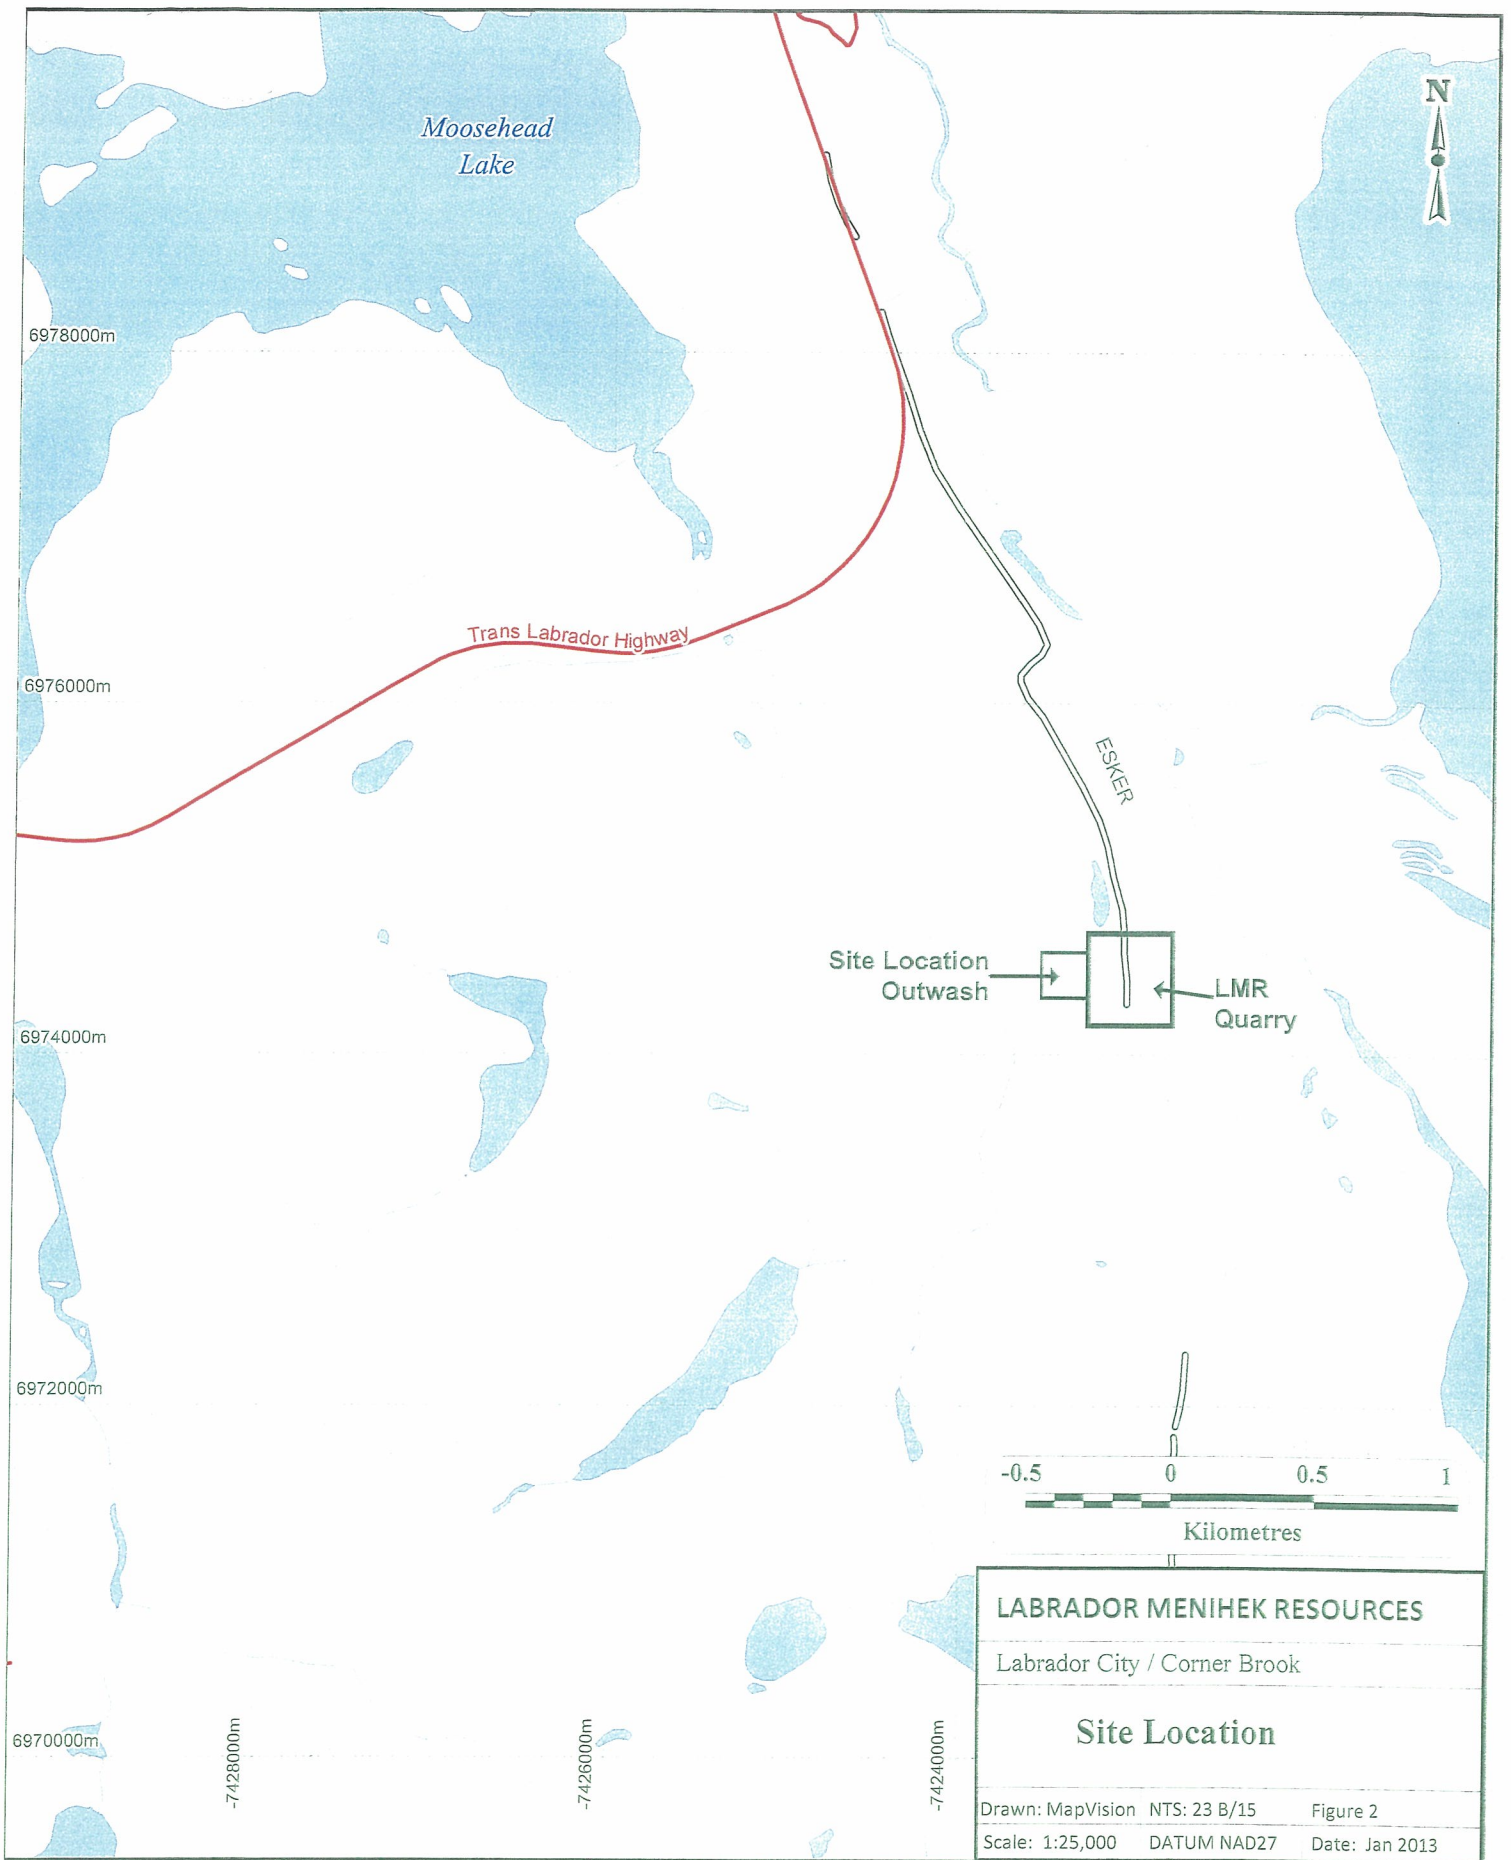 Moosehead
Lake
N
6978000m
Trans Labrador Highway
6976000m
ESKER
Site Location
Outwash
LMR
Quarry
6974000m
6972000m
-0.5 0 0.5 1
Kilometres
LABRADOR MENIHEK RESOURCES
Labrador City / Corner Brook
Site Location
6970000m
-7428000m
-7426000m
-7424000m
Drawn: MapVision NTS: 23 B/15 Figure 2
Scale: 1:25,000 DATUM NAD27 Date: Jan 2013